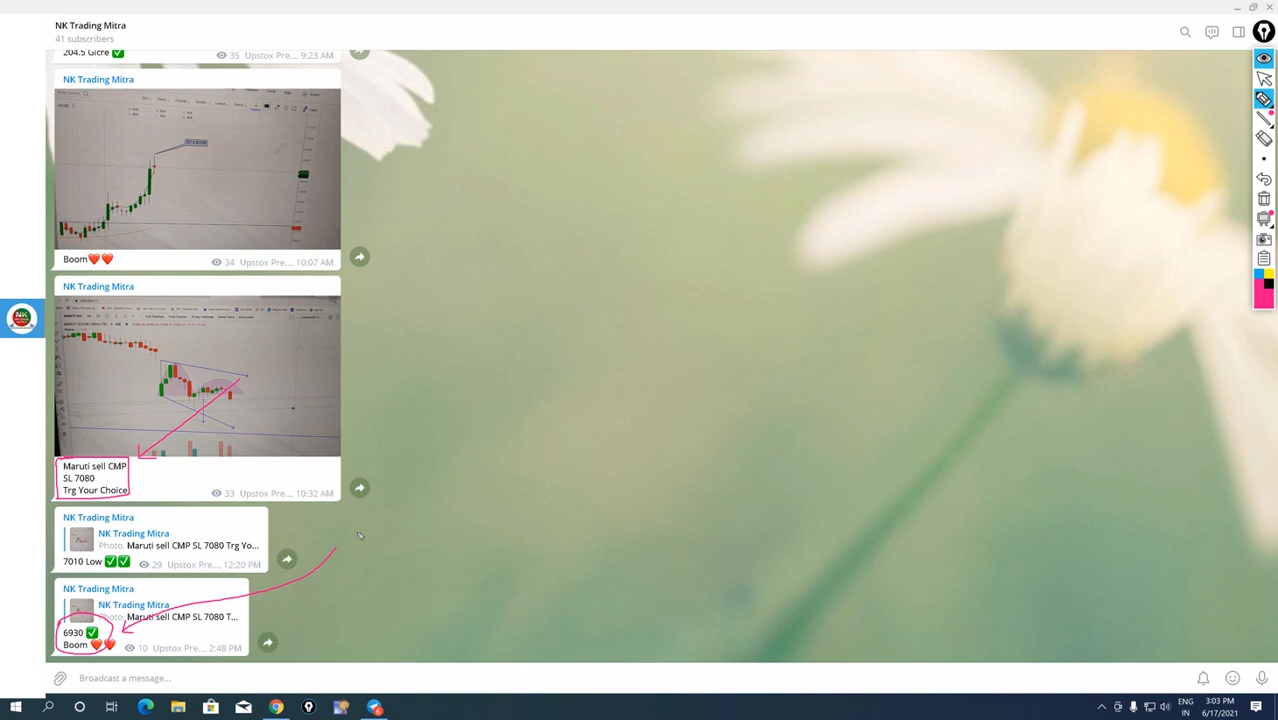 NK Trading Mitra
41 subscribers
204.5 Glcre ✅
35 Upstox Pre..., 9:23 AM
NK Trading Mitra
Boom❤️❤️
34 Upstox Pre..., 10:07 AM
NK Trading Mitra
Maruti sell CMP
SL 7080
Trg Your Choice
33 Upstox Pre..., 10:32 AM
NK Trading Mitra
NK Trading Mitra
Photo, Maruti sell CMP SL 7080 Trg Yo...
7010 Low ✅✅
29 Upstox Pre..., 12:20 PM
NK Trading Mitra
NK Trading Mitra
Photo, Maruti sell CMP SL 7080 T...
6930 ✅
Boom ❤️❤️
10 Upstox Pre..., 2:48 PM
NK
Broadcast a message...
ENG
IN
3:03 PM
6/17/2021